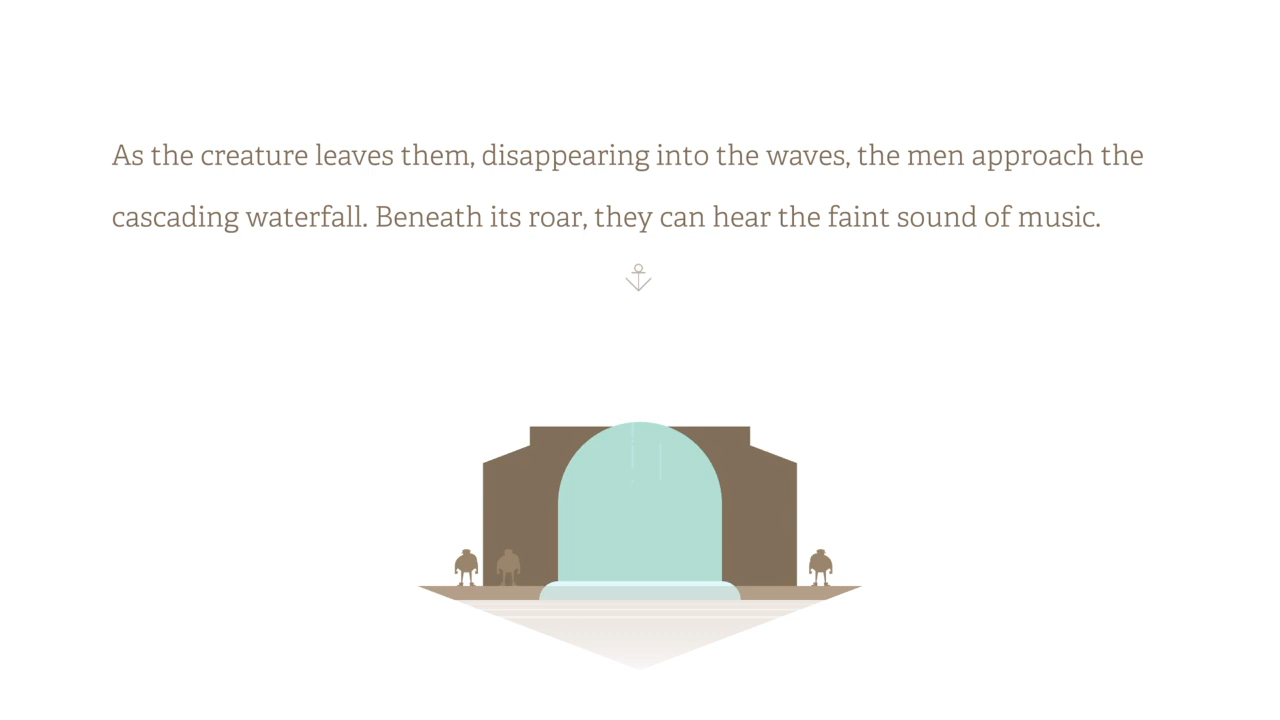 As the creature leaves them, disappearing into the waves, the men approach the
cascading waterfall. Beneath its roar, they can hear the faint sound of music.